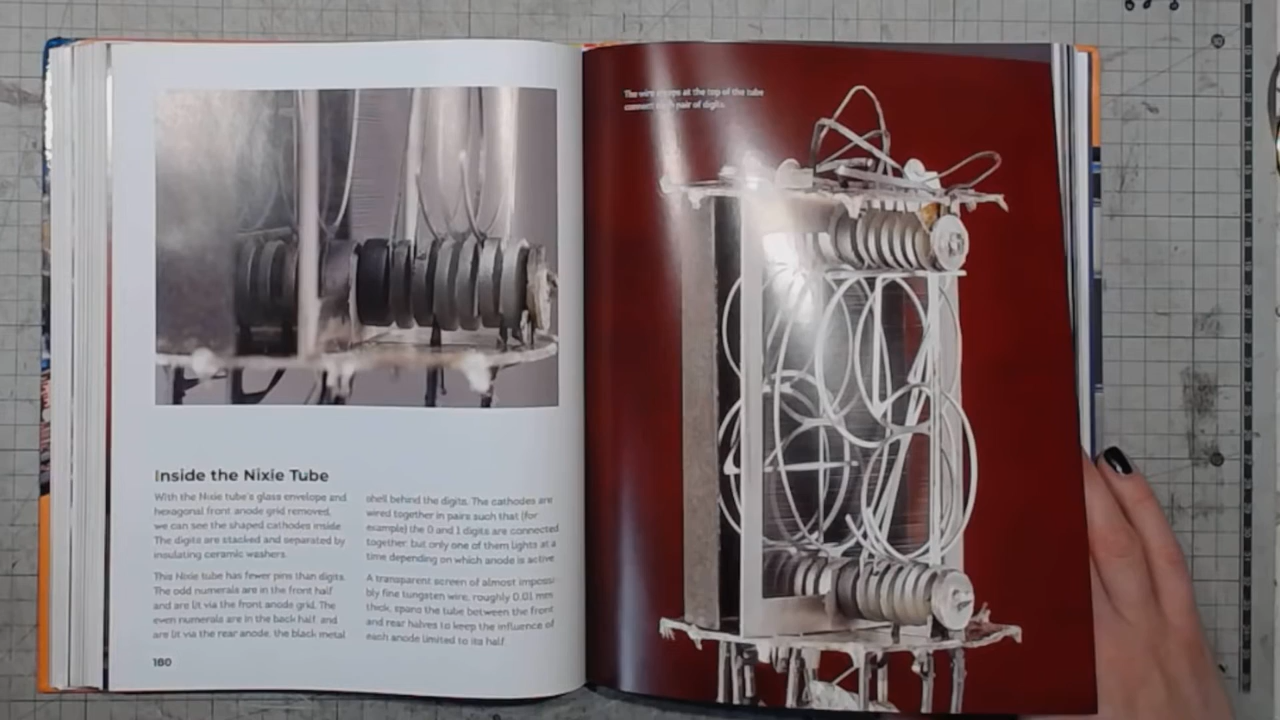 Inside the Nixie Tube
With the Nixie tube's glass envelope and
hexagonal front anode grid removed,
we can see the shaped cathodes inside.
The digits are stacked and separated by
insulating ceramic washers.
This Nixie tube has fewer pins than digits.
The odd numerals are in the front half
and are lit via the front anode grid. The
even numerals are in the back half and
are lit via the rear anode, the black metal
160
shell behind the digits. The cathodes are
wired together in pairs such that (for
example) the 0 and 1 digits are connected
together, but only one of them lights at a
time depending on which anode is active.
A transparent screen of almost impossi-
bly fine tungsten wire, roughly 0.01 mm
thick, spans the tube between the front
and rear halves to keep the influence of
each anode limited to its half.
The wire at the top of the tube
connect pair of digits.